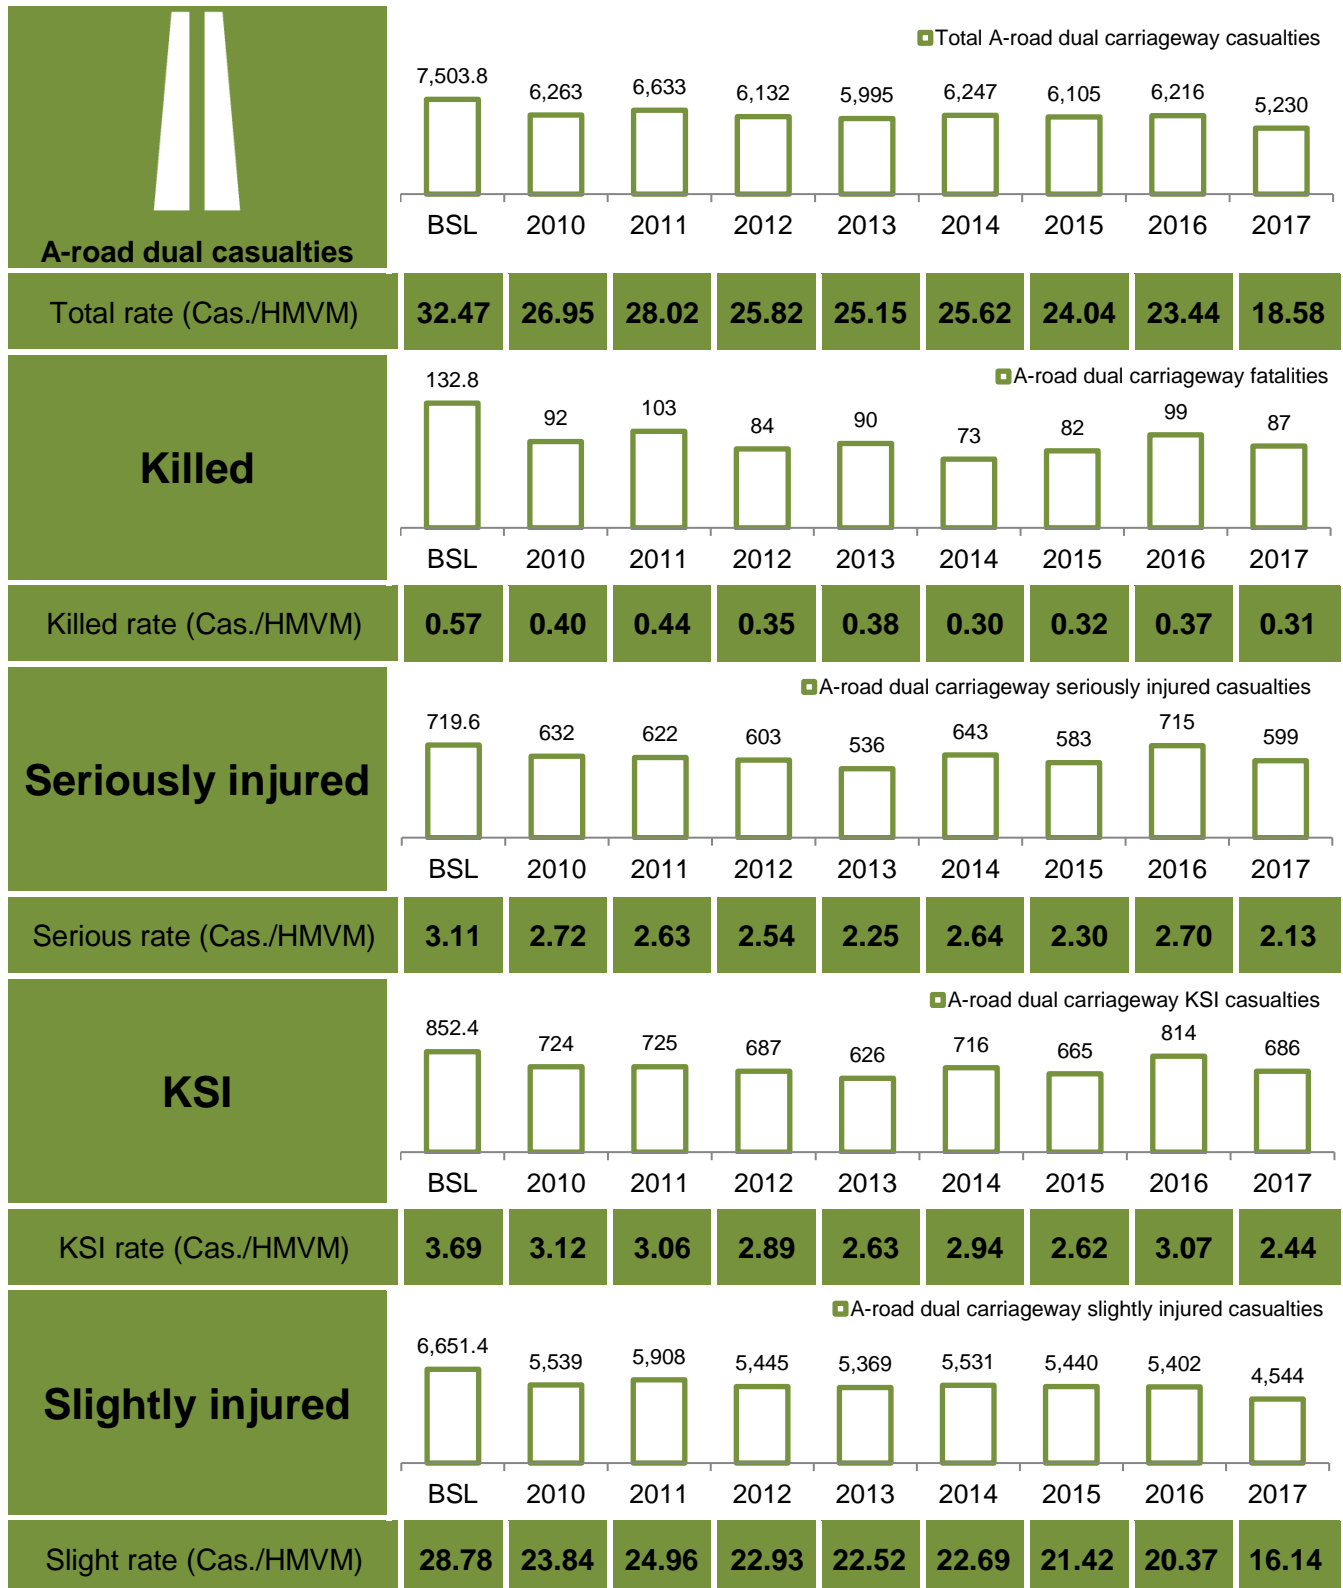 Total A-road dual carriageway casualties
7,503.8 6,263 6,633 6,132 5,995 6,247 6,105 6,216 5,230
BSL 2010 2011 2012 2013 2014 2015 2016 2017
A-road dual casualties
Total rate (Cas./HMVM) 32.47 26.95 28.02 25.82 25.15 25.62 24.04 23.44 18.58
A-road dual carriageway fatalities
132.8 92 103 84 90 73 82 99 87
Killed
BSL 2010 2011 2012 2013 2014 2015 2016 2017
Killed rate (Cas./HMVM) 0.57 0.40 0.44 0.35 0.38 0.30 0.32 0.37 0.31
A-road dual carriageway seriously injured casualties
719.6 632 622 603 536 643 583 715 599
Seriously injured
BSL 2010 2011 2012 2013 2014 2015 2016 2017
Serious rate (Cas./HMVM) 3.11 2.72 2.63 2.54 2.25 2.64 2.30 2.70 2.13
A-road dual carriageway KSI casualties
852.4 724 725 687 626 716 665 814 686
KSI
BSL 2010 2011 2012 2013 2014 2015 2016 2017
KSI rate (Cas./HMVM) 3.69 3.12 3.06 2.89 2.63 2.94 2.62 3.07 2.44
A-road dual carriageway slightly injured casualties
6,651.4 5,539 5,908 5,445 5,369 5,531 5,440 5,402 4,544
Slightly injured
BSL 2010 2011 2012 2013 2014 2015 2016 2017
Slight rate (Cas./HMVM) 28.78 23.84 24.96 22.93 22.52 22.69 21.42 20.37 16.14